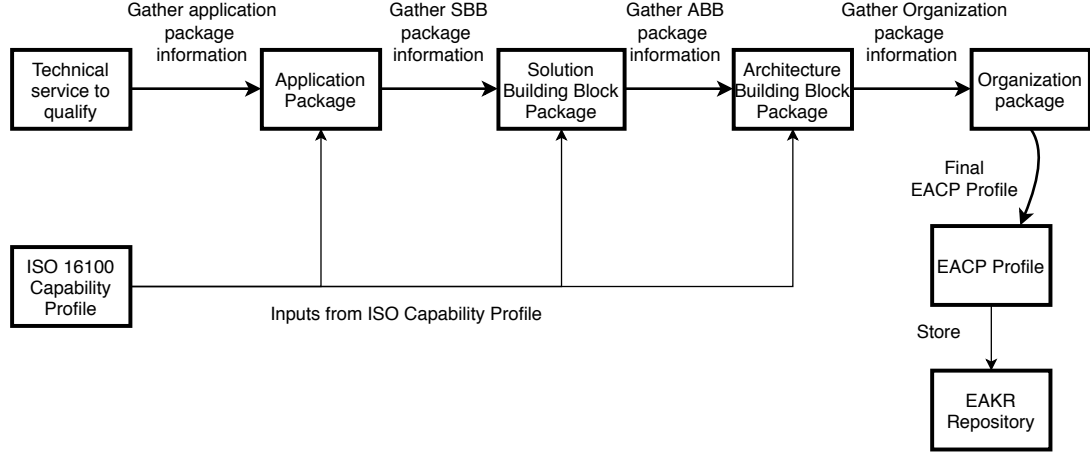 Gather application
package
information
Gather SBB
package
information
Gather ABB
package
information
Gather Organization
package
information
Technical
service to
qualify
Application
Package
Solution
Building Block
Package
Architecture
Building Block
Package
Organization
package
Final
EACP Profile
ISO 16100
Capability
Profile
EACP Profile
Inputs from ISO Capability Profile
Store
EAKR
Repository